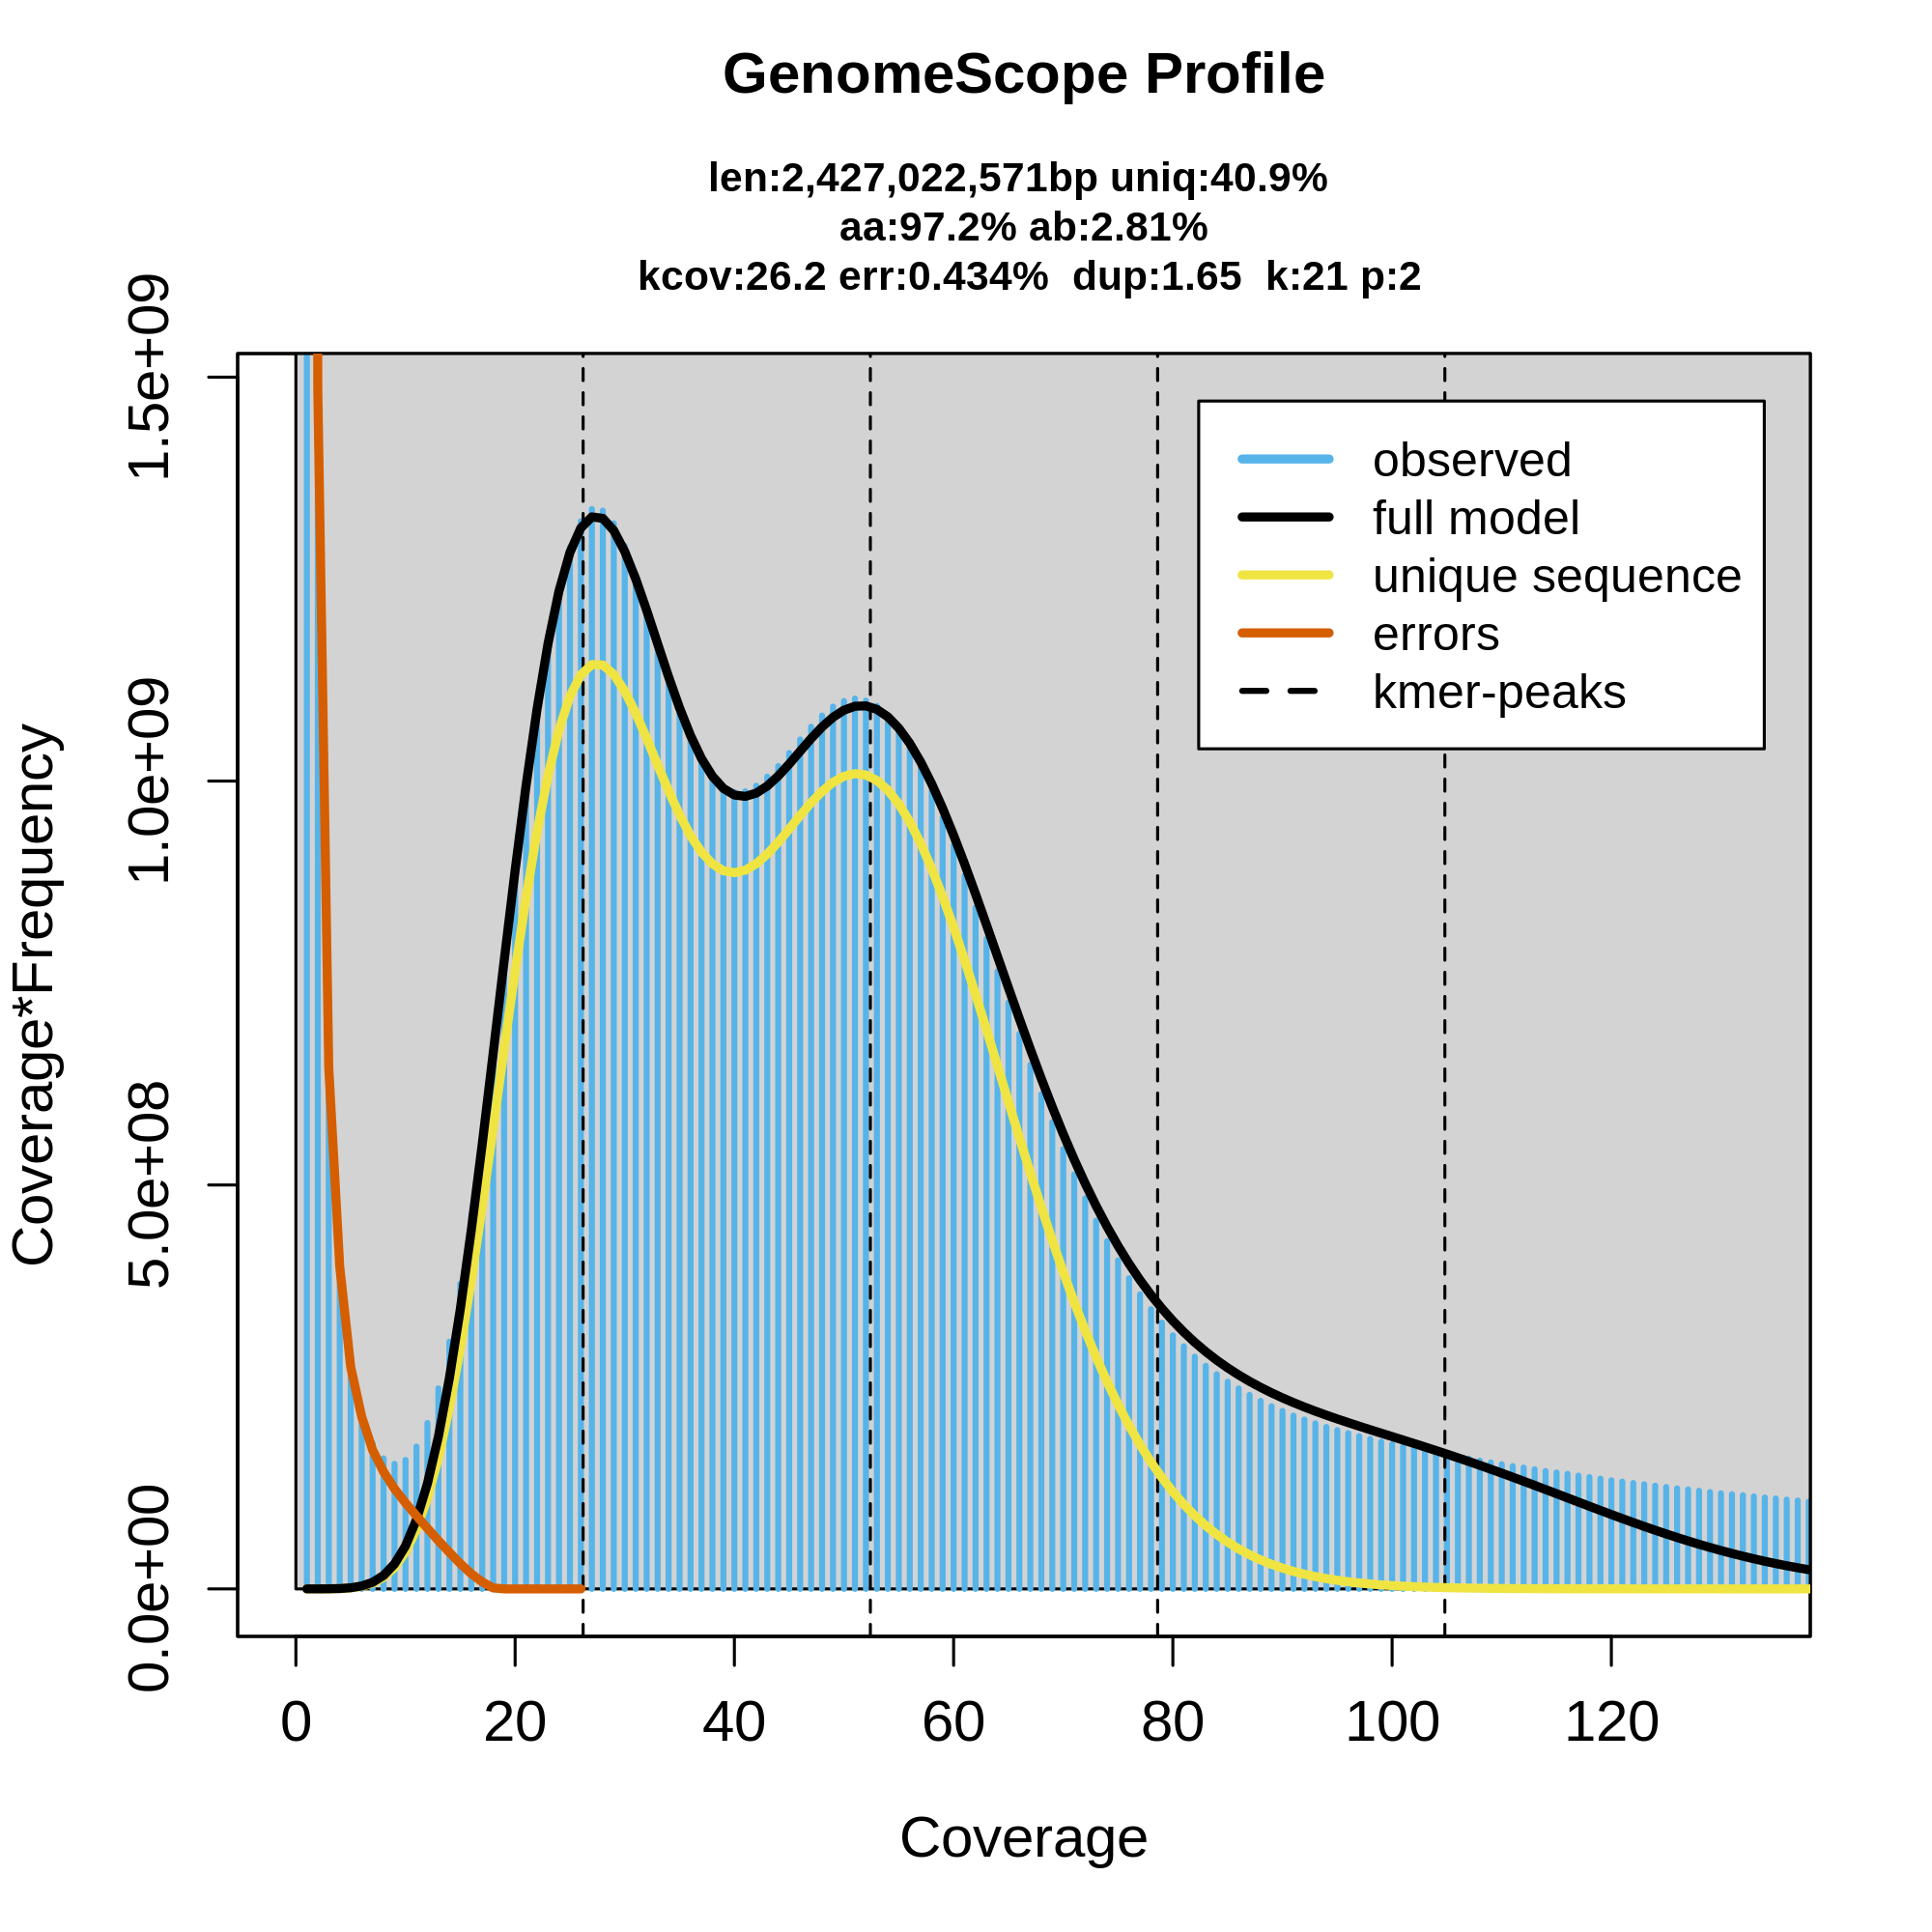 GenomeScope Profile
len:2,427,022,571bp uniq:40.9%
aa:97.2% ab:2.81%
kcov:26.2 err:0.434%  dup:1.65  k:21 p:2
observed
full model
unique sequence
errors
kmer-peaks
Coverage*Frequency
1.5e+09
1.0e+09
5.0e+08
0.0e+00
0 20 40 60 80 100 120
Coverage